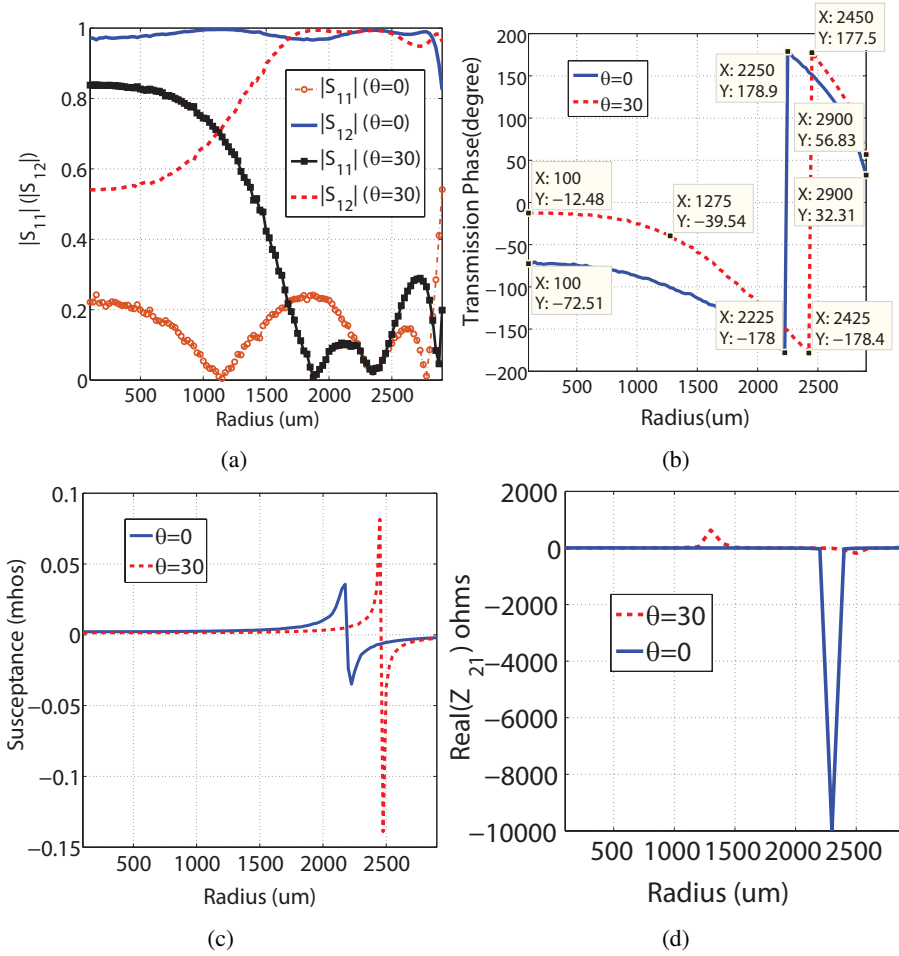 1
0.8
0.6
0.4
0.2
0
|S11| (|S12|)
|S11| (θ=0)
|S12| (θ=0)
|S11| (θ=30)
|S12| (θ=30)
500 1000 1500 2000 2500
Radius (um)
(a)
200
150
100
50
0
−50
−100
−150
−200
Transmission Phase(degree)
θ=0
θ=30
X: 2450
Y: 177.5
X: 2250
Y: 178.9
X: 2900
Y: 56.83
X: 2900
Y: 32.31
X: 100
Y: −12.48
X: 1275
Y: −39.54
X: 100
Y: −72.51
X: 2225
Y: −178
X: 2425
Y: −178.4
500 1000 1500 2000 2500
Radius(um)
(b)
0.1
0.05
0
−0.05
−0.1
−0.15
Susceptance (mhos)
θ=0
θ=30
500 1000 1500 2000 2500
Radius (um)
(c)
2000
0
−2000
−4000
−6000
−8000
−10000
Real(Z 21) ohms
θ=30
θ=0
500 1000 1500 2000 2500
Radius (um)
(d)